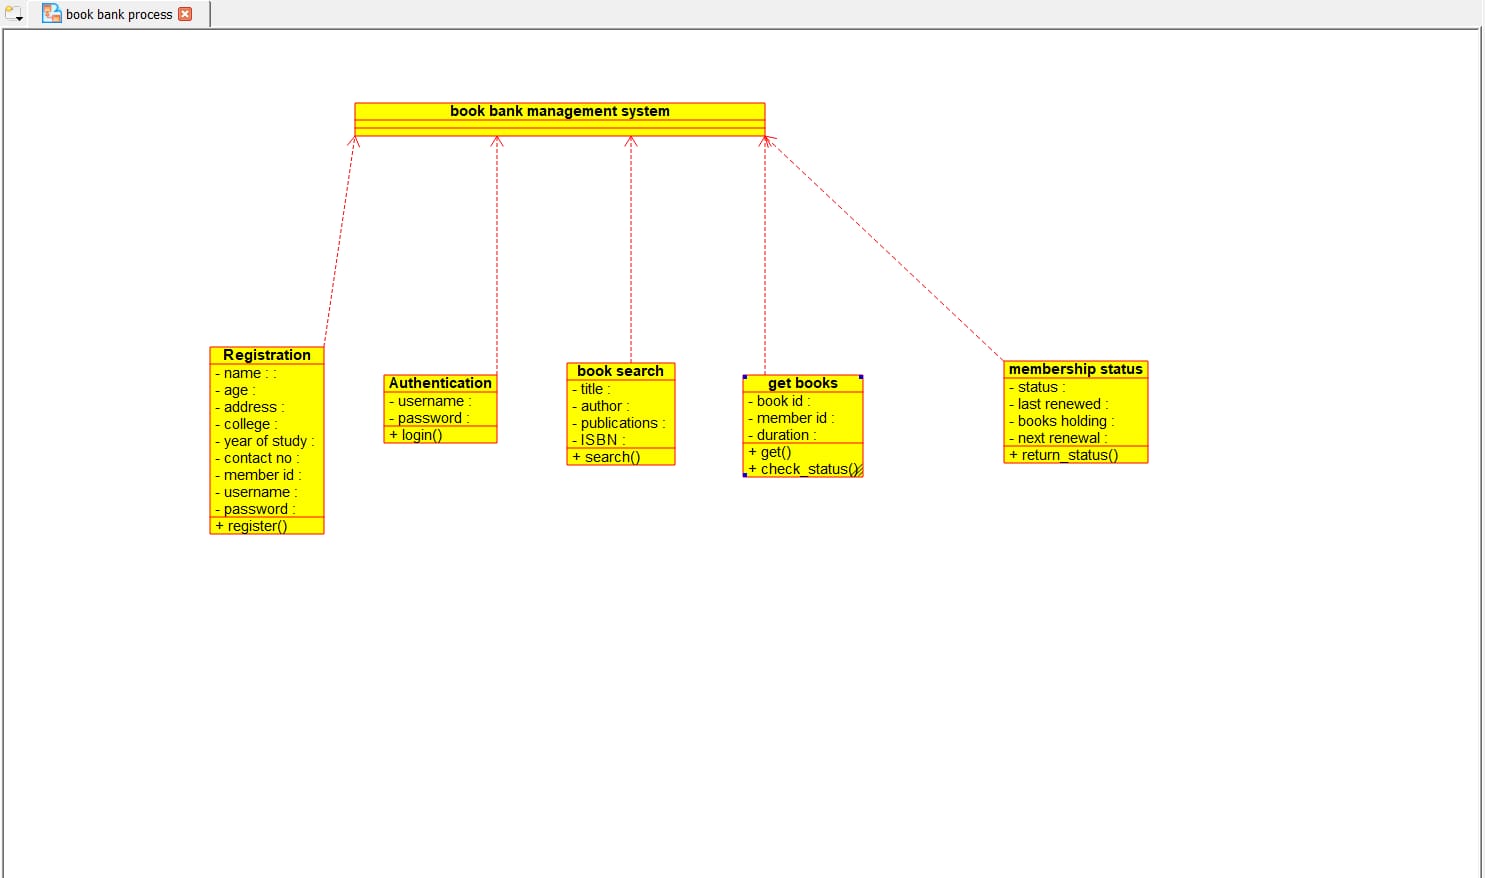 book bank process
book bank management system
Registration
- name : :
- age :
- address :
- college :
- year of study :
- contact no :
- member id :
- username :
- password :
+ register()
Authentication
- username :
- password :
+ login()
book search
- title :
- author :
- publications :
- ISBN :
+ search()
get books
- book id :
- member id :
- duration :
+ get()
+ check_status()
membership status
- status :
- last renewed :
- books holding :
- next renewal :
+ return_status()